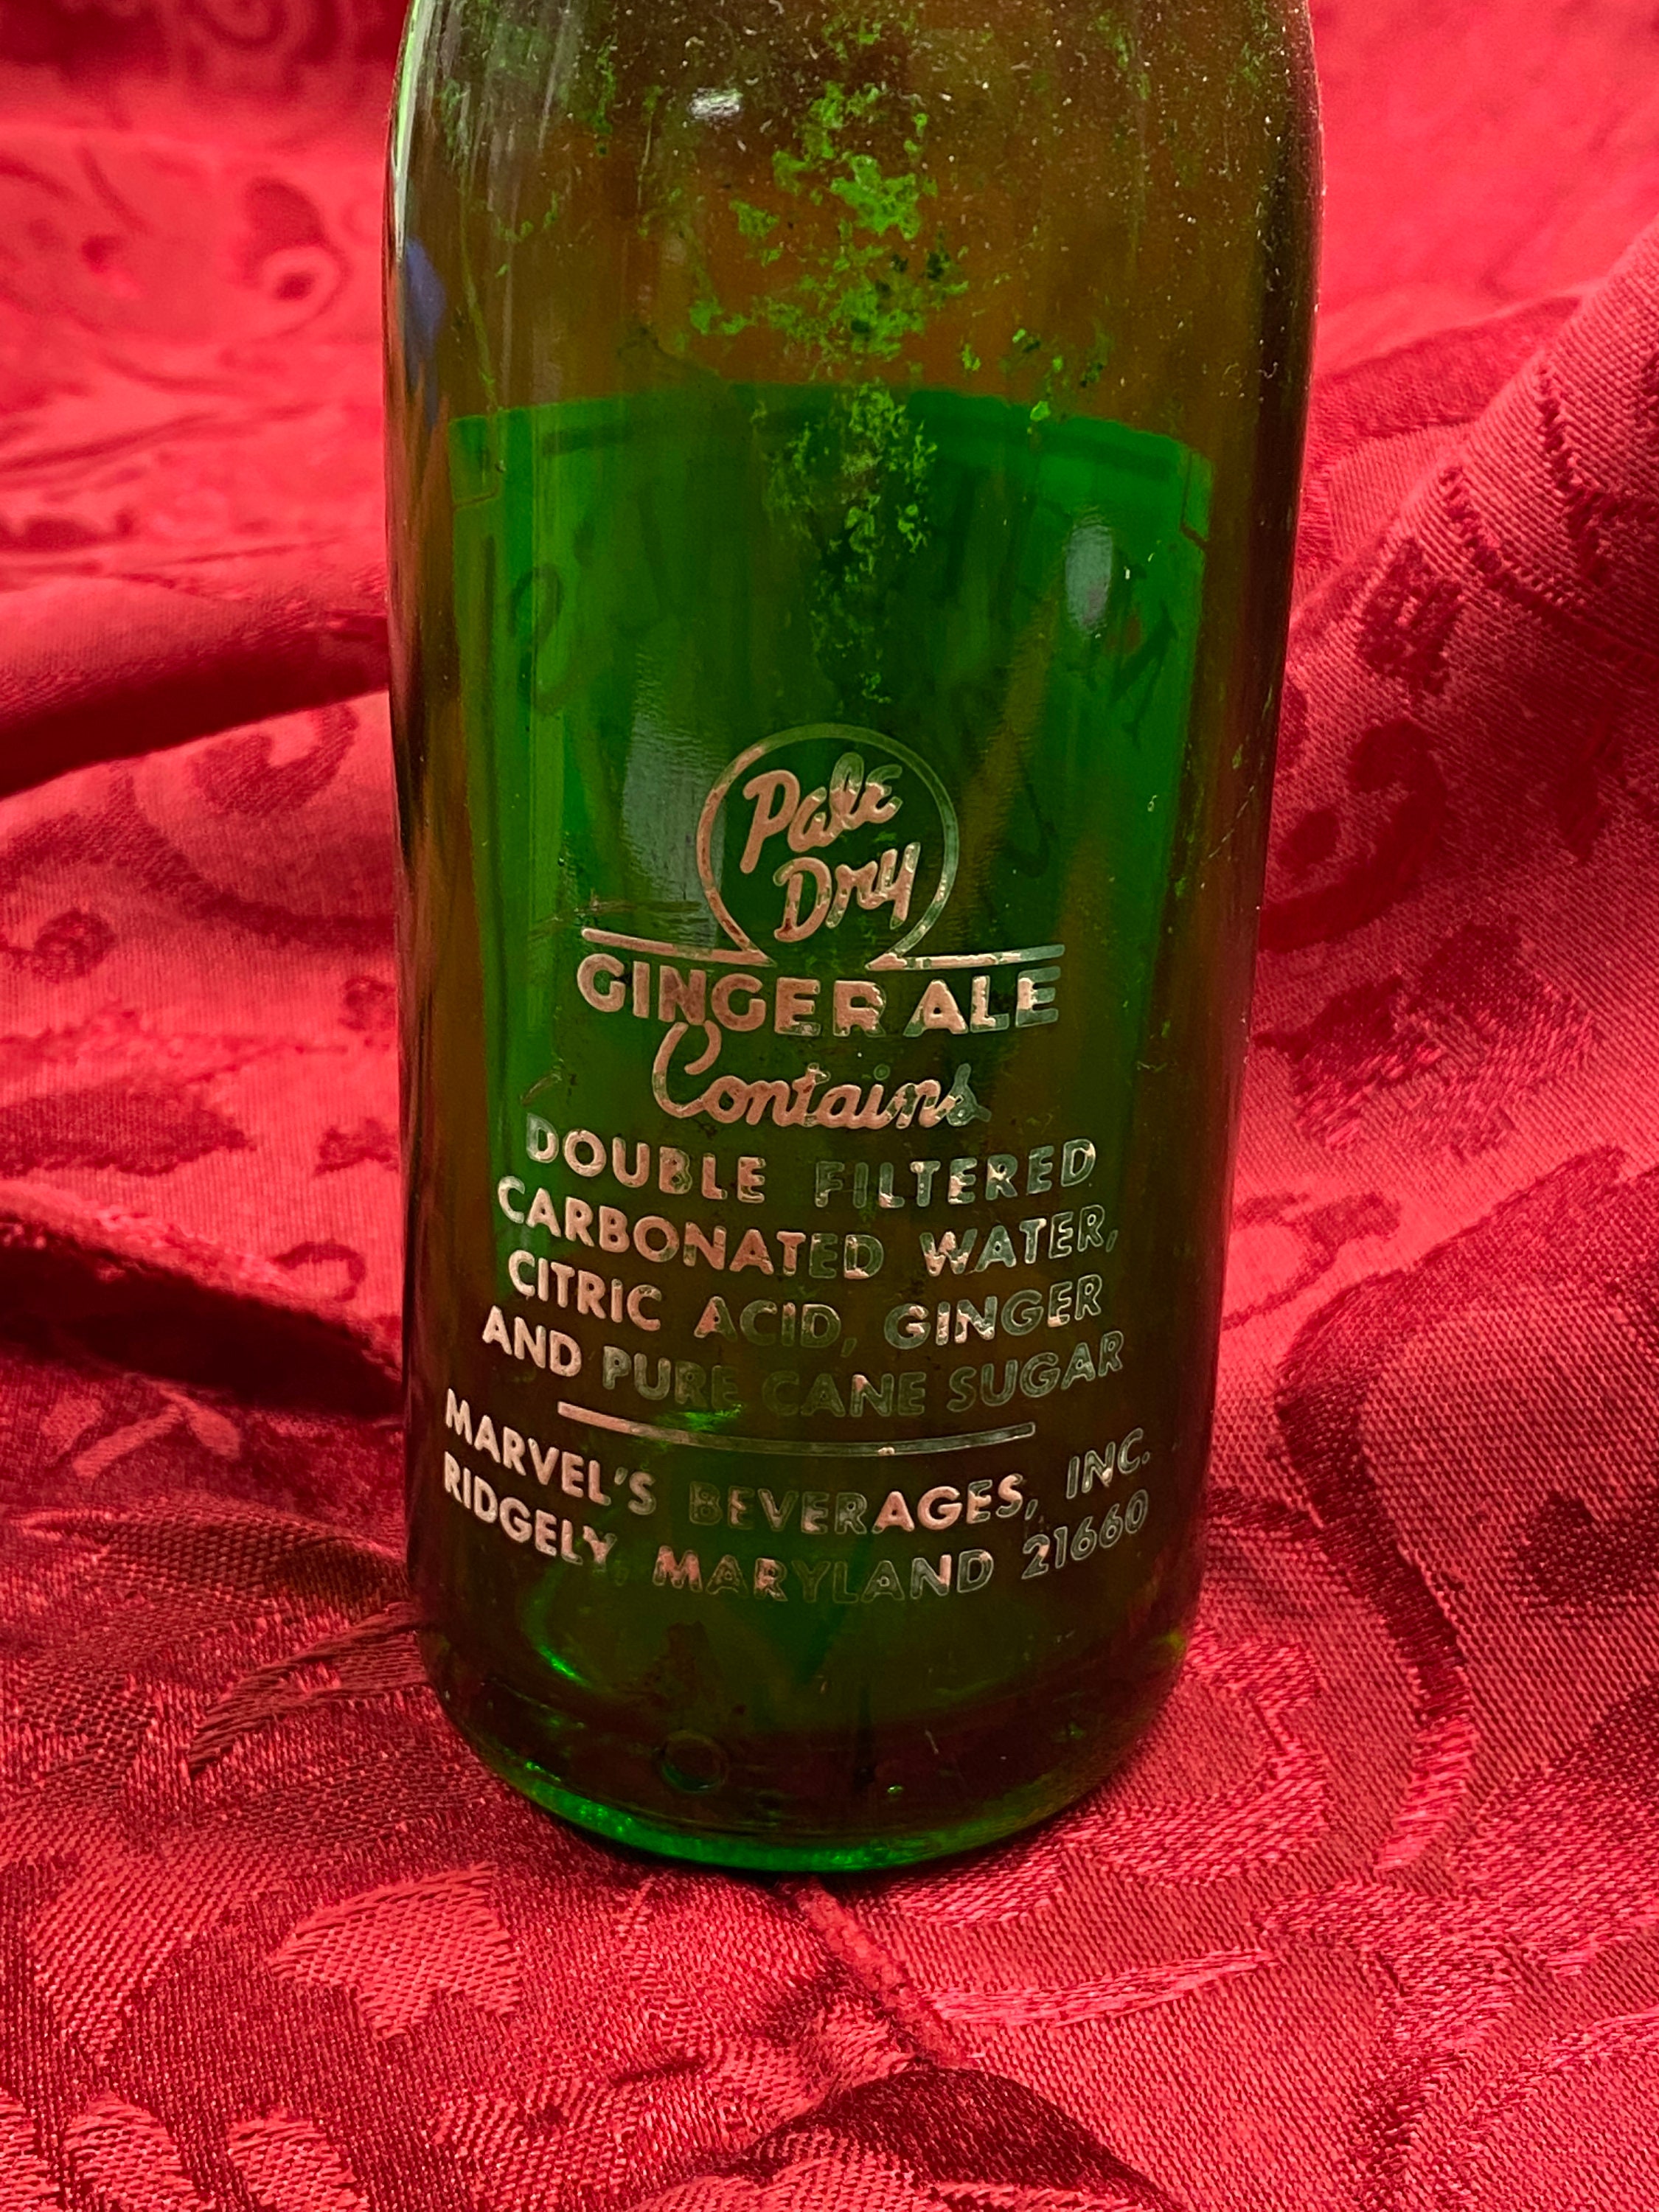 Pale
Dry
GINGER ALE
Contains
DOUBLE FILTERED
CARBONATED WATER,
CITRIC ACID, GINGER
AND PURE CANE SUGAR
MARVEL'S BEVERAGES, INC.
RIDGELY, MARYLAND 21660